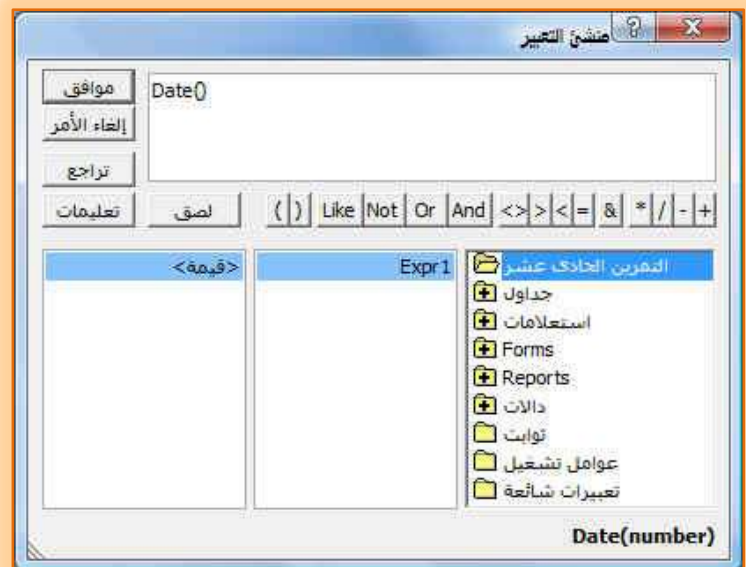 منشئ التعبير
موافق
Date()
إلغاء الأمر
تراجع
تعليمات
لصق
( ) Like Not Or And <> > < = & * / - +
التمرين الحادى عشر
جداول
استعلامات
Forms
Reports
دالات
ثوابت
عوامل تشغيل
تعبيرات شائعة
Expr1
<قيمة>
Date(number)